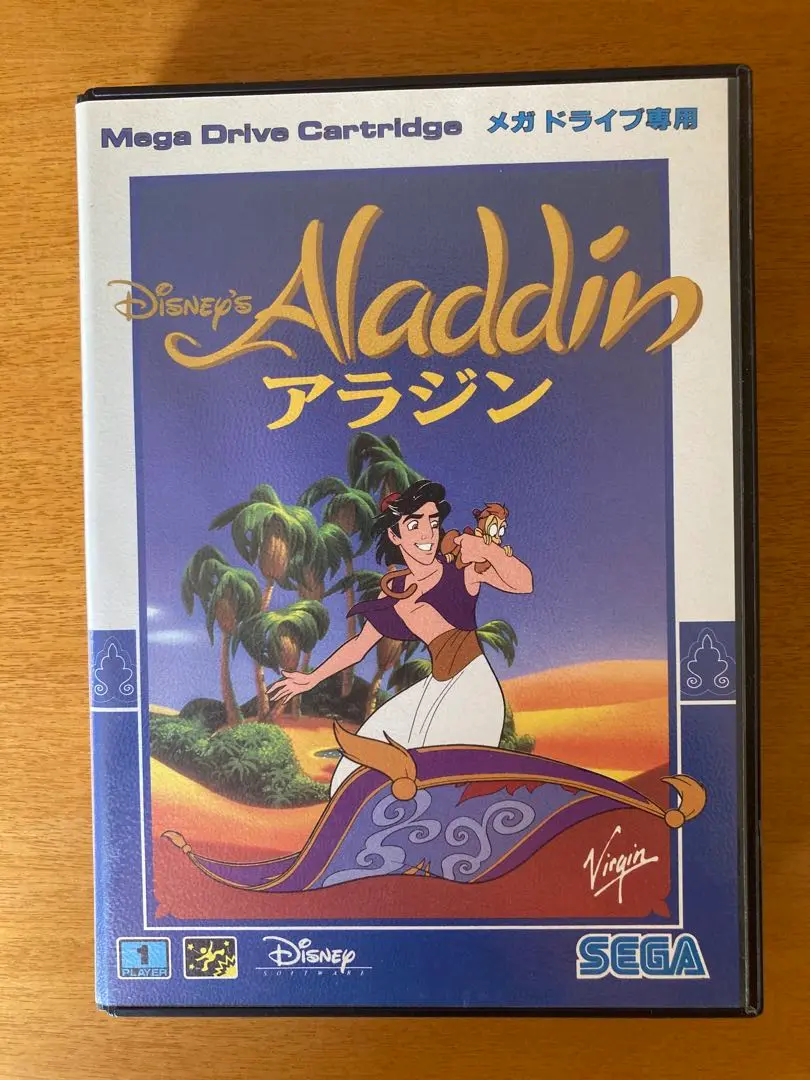 Mega Drive Cartridge メガドライブ専用
DISNEY'S Aladdin
アラジン
Virgin
1
PLAYER
DISNEY
SOFTWARE
SEGA